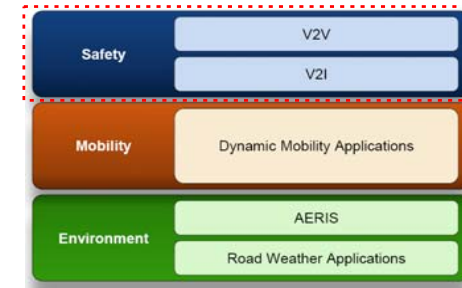 Safety
V2V
V2I
Mobility
Dynamic Mobility Applications
Environment
AERIS
Road Weather Applications